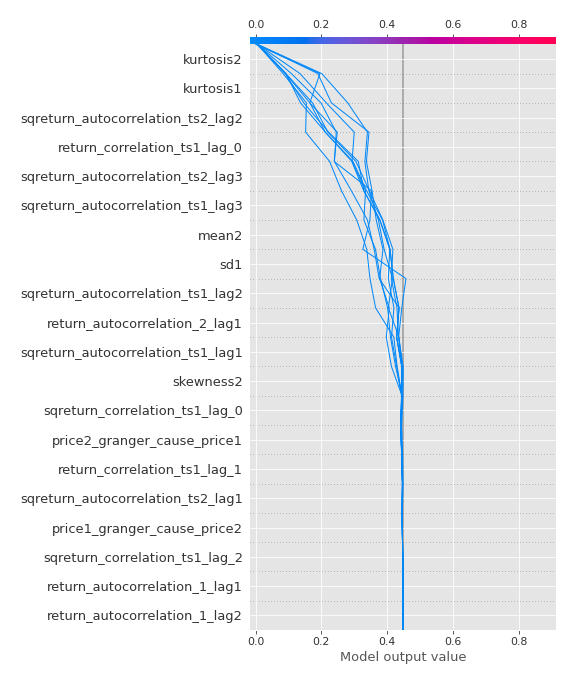 0.0 0.2 0.4 0.6 0.8
kurtosis2
kurtosis1
sqreturn_autocorrelation_ts2_lag2
return_correlation_ts1_lag_0
sqreturn_autocorrelation_ts2_lag3
sqreturn_autocorrelation_ts1_lag3
mean2
sd1
sqreturn_autocorrelation_ts1_lag2
return_autocorrelation_2_lag1
sqreturn_autocorrelation_ts1_lag1
skewness2
sqreturn_correlation_ts1_lag_0
price2_granger_cause_price1
return_correlation_ts1_lag_1
sqreturn_autocorrelation_ts2_lag1
price1_granger_cause_price2
sqreturn_correlation_ts1_lag_2
return_autocorrelation_1_lag1
return_autocorrelation_1_lag2
0.0 0.2 0.4 0.6 0.8
Model output value